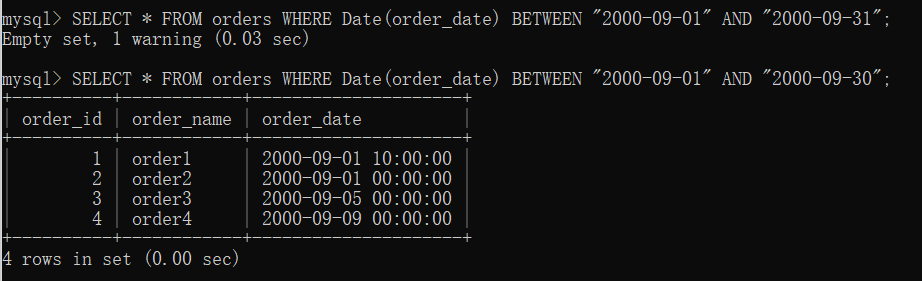 mysql> SELECT * FROM orders WHERE Date(order_date) BETWEEN "2000-09-01" AND "2000-09-31";
Empty set, 1 warning (0.03 sec)
mysql> SELECT * FROM orders WHERE Date(order_date) BETWEEN "2000-09-01" AND "2000-09-30";
+----------+------------+---------------------+
| order_id | order_name | order_date          |
+----------+------------+---------------------+
|        1 | order1     | 2000-09-01 10:00:00 |
|        2 | order2     | 2000-09-01 00:00:00 |
|        3 | order3     | 2000-09-05 00:00:00 |
|        4 | order4     | 2000-09-09 00:00:00 |
+----------+------------+---------------------+
4 rows in set (0.00 sec)